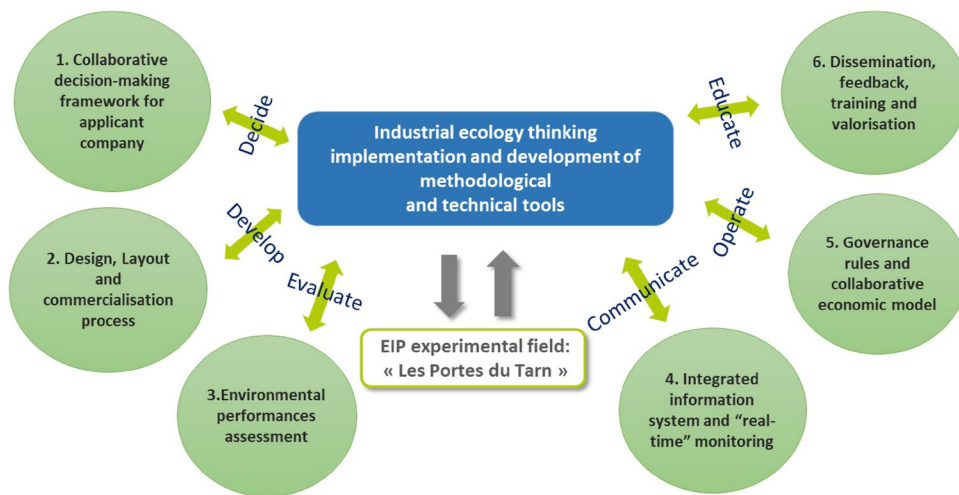 1. Collaborative
decision-making
framework for
applicant
company
Decide
Industrial ecology thinking
implementation and development of
methodological
and technical tools
Educate
6. Dissemination,
feedback,
training and
valorisation
2. Design, Layout
and
commercialisation
process
Develop
Evaluate
3.Environmental
performances
assessment
EIP experimental field:
« Les Portes du Tarn »
Communicate
Operate
4. Integrated
information
system and “real-
time” monitoring
5. Governance
rules and
collaborative
economic model